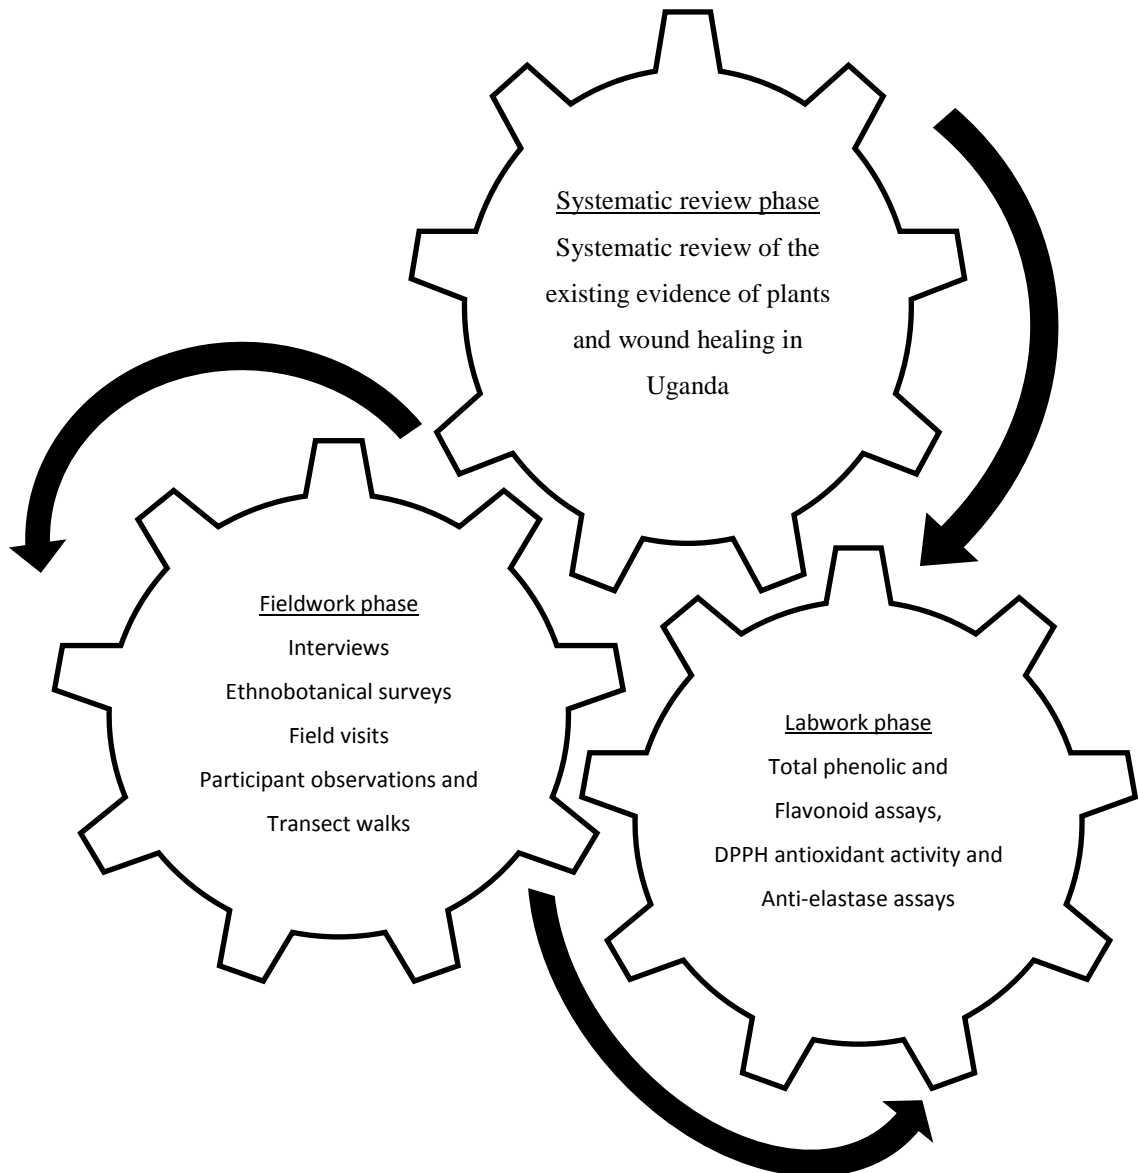 Systematic review phase
Systematic review of the
existing evidence of plants
and wound healing in
Uganda
Fieldwork phase
Interviews
Ethnobotanical surveys
Field visits
Participant observations and
Transect walks
Labwork phase
Total phenolic and
Flavonoid assays,
DPPH antioxidant activity and
Anti-elastase assays